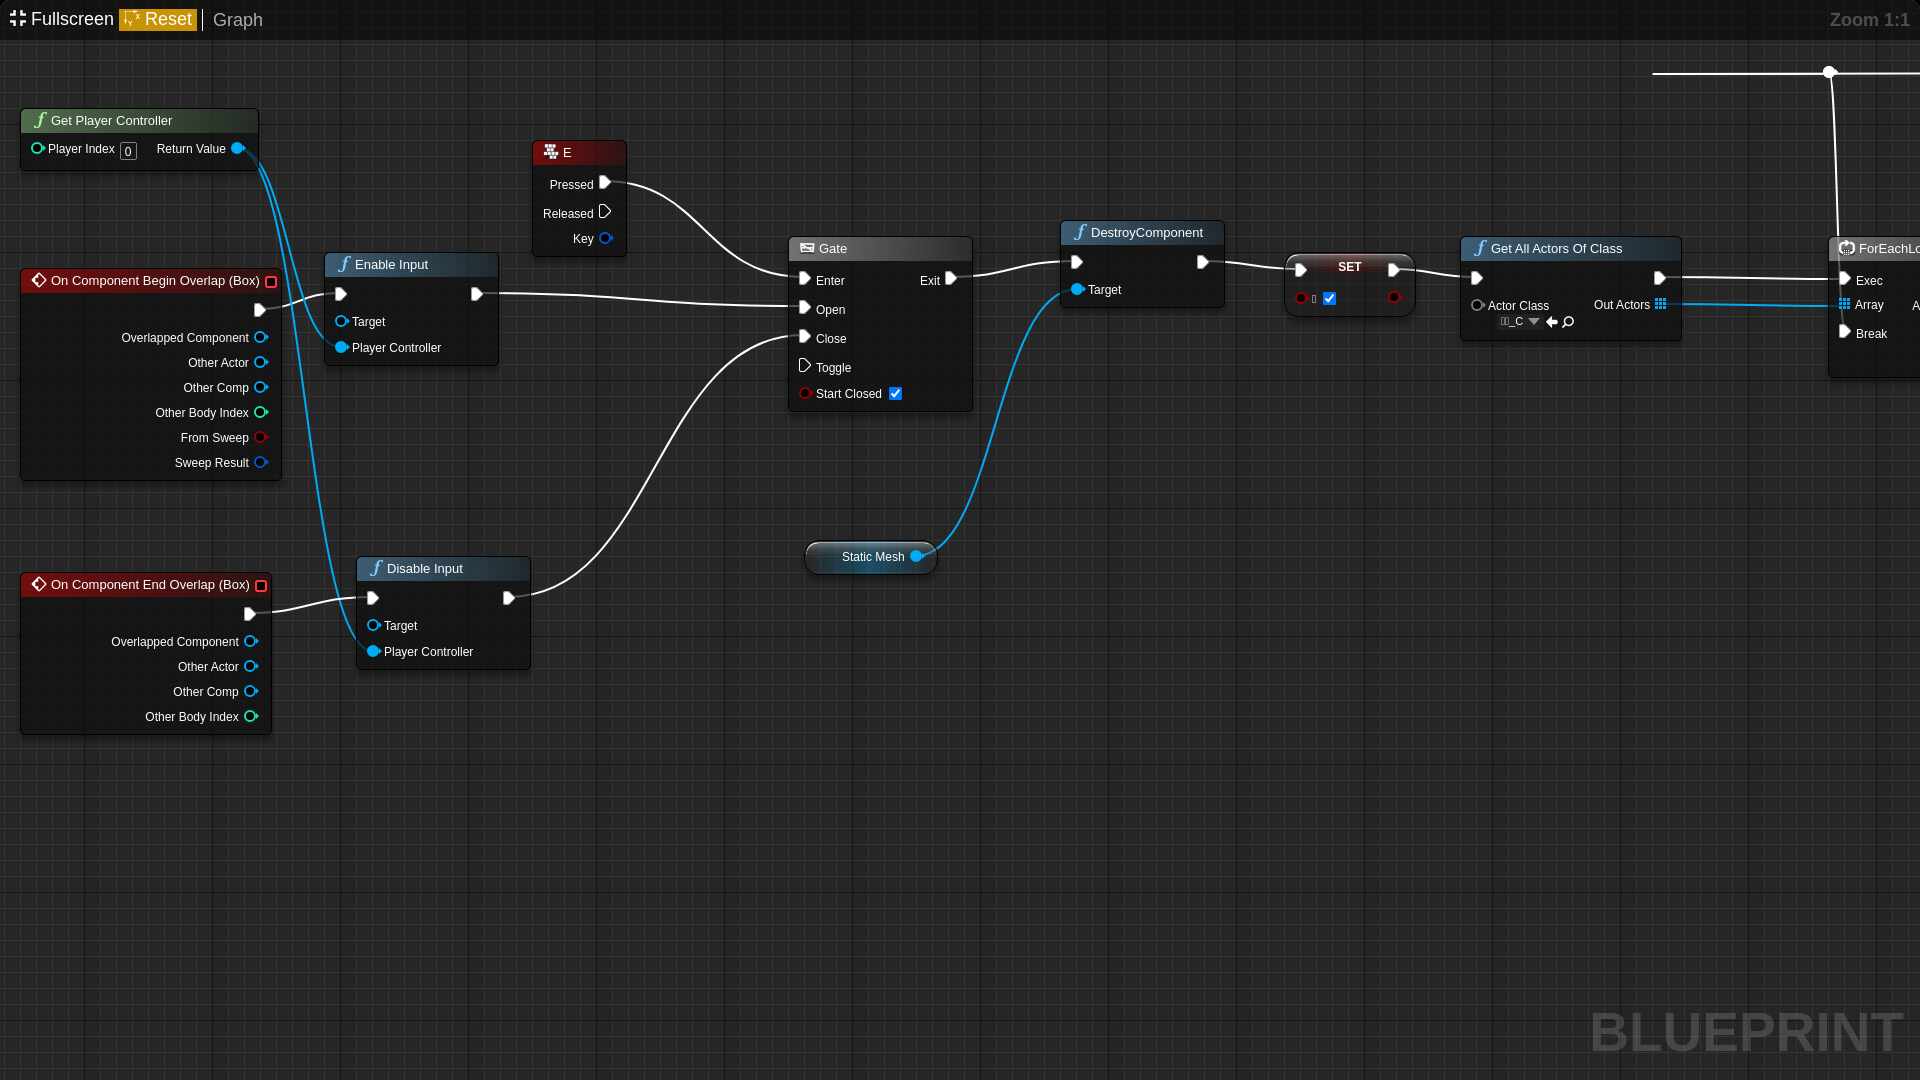 Fullscreen Reset Graph
Zoom 1:1
Get Player Controller
Player Index 0 Return Value
On Component Begin Overlap (Box)
Overlapped Component
Other Actor
Other Comp
Other Body Index
From Sweep
Sweep Result
On Component End Overlap (Box)
Overlapped Component
Other Actor
Other Comp
Other Body Index
Enable Input
Target
Player Controller
Disable Input
Target
Player Controller
E
Pressed
Released
Key
Gate
Enter Exit
Open
Close
Toggle
Start Closed
Static Mesh
DestroyComponent
Target
SET
Get All Actors Of Class
Actor Class Out Actors
_C
ForEachLo
Exec
Array A
Break
BLUEPRINT